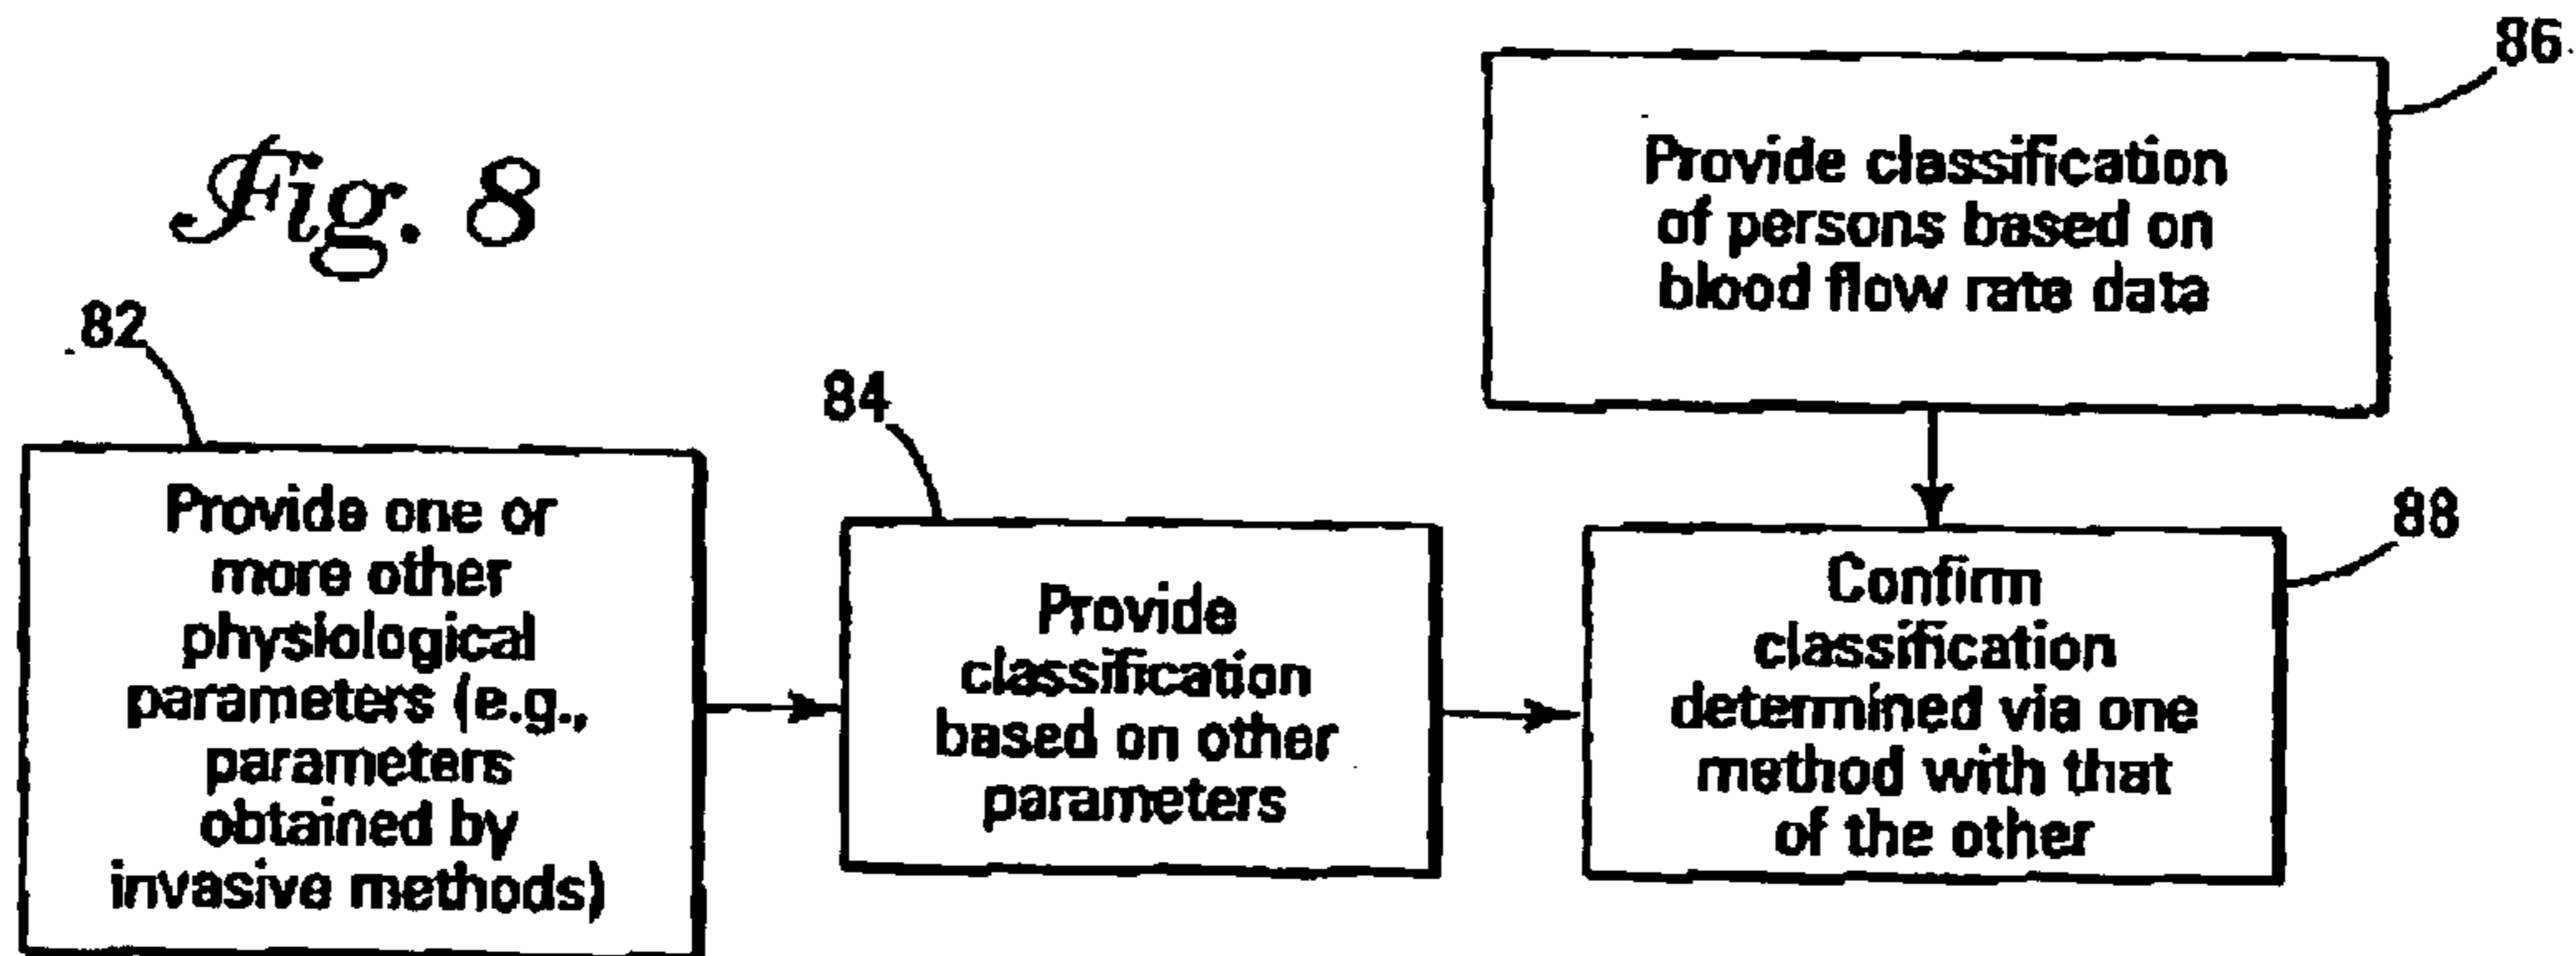 Fig. 8
86
Provide classification
of persons based on
blood flow rate data
82
Provide one or
more other
physiological
parameters (e.g.,
parameters
obtained by
invasive methods)
84
Provide
classification
based on other
parameters
88
Confirm
classification
determined via one
method with that
of the other